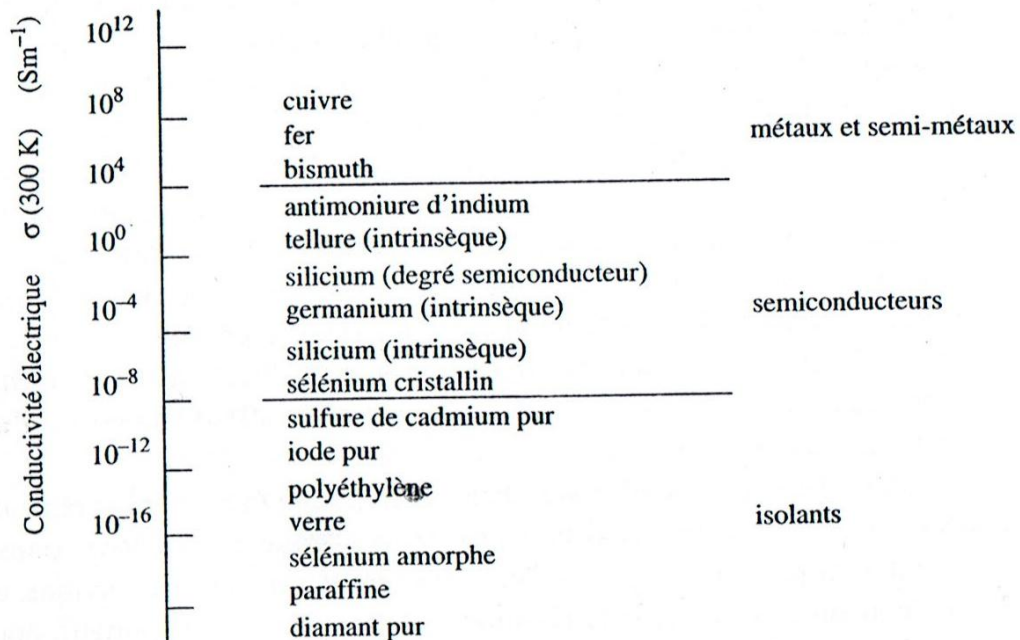 Conductivité électrique σ (300 K) (Sm⁻¹)
10¹²
10⁸
cuivre
fer
métaux et semi-métaux
10⁴
bismuth
antimoniure d'indium
10⁰
tellure (intrinsèque)
silicium (degré semiconducteur)
10⁻⁴
germanium (intrinsèque)
semiconducteurs
silicium (intrinsèque)
10⁻⁸
sélénium cristallin
sulfure de cadmium pur
10⁻¹²
iode pur
polyéthylène
10⁻¹⁶
verre
isolants
sélénium amorphe
paraffine
diamant pur